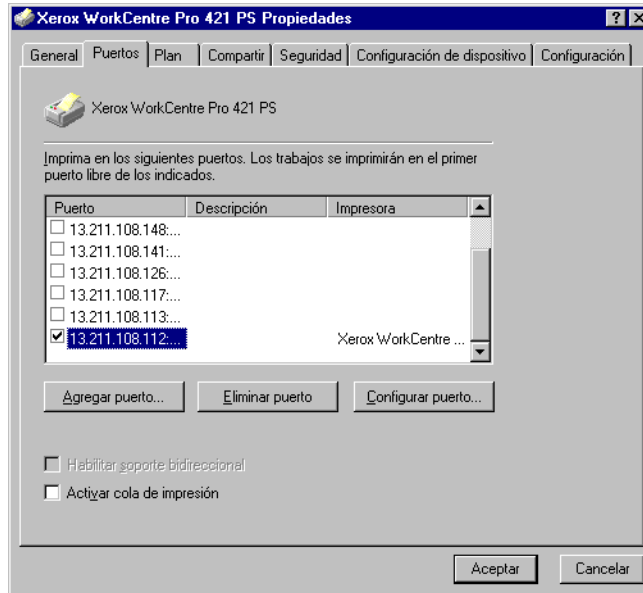 Xerox WorkCentre Pro 421 PS Propiedades
General Puertos Plan Compartir Seguridad Configuración de dispositivo Configuración
Xerox WorkCentre Pro 421 PS
Imprima en los siguientes puertos. Los trabajos se imprimirán en el primer
puerto libre de los indicados.
Puerto Descripción Impresora
13.211.108.148:...
13.211.108.141:...
13.211.108.126:...
13.211.108.117:...
13.211.108.113:...
13.211.108.112:... Xerox WorkCentre ...
Agregar puerto... Eliminar puerto Configurar puerto...
Habilitar soporte bidireccional
Activar cola de impresión
Aceptar Cancelar